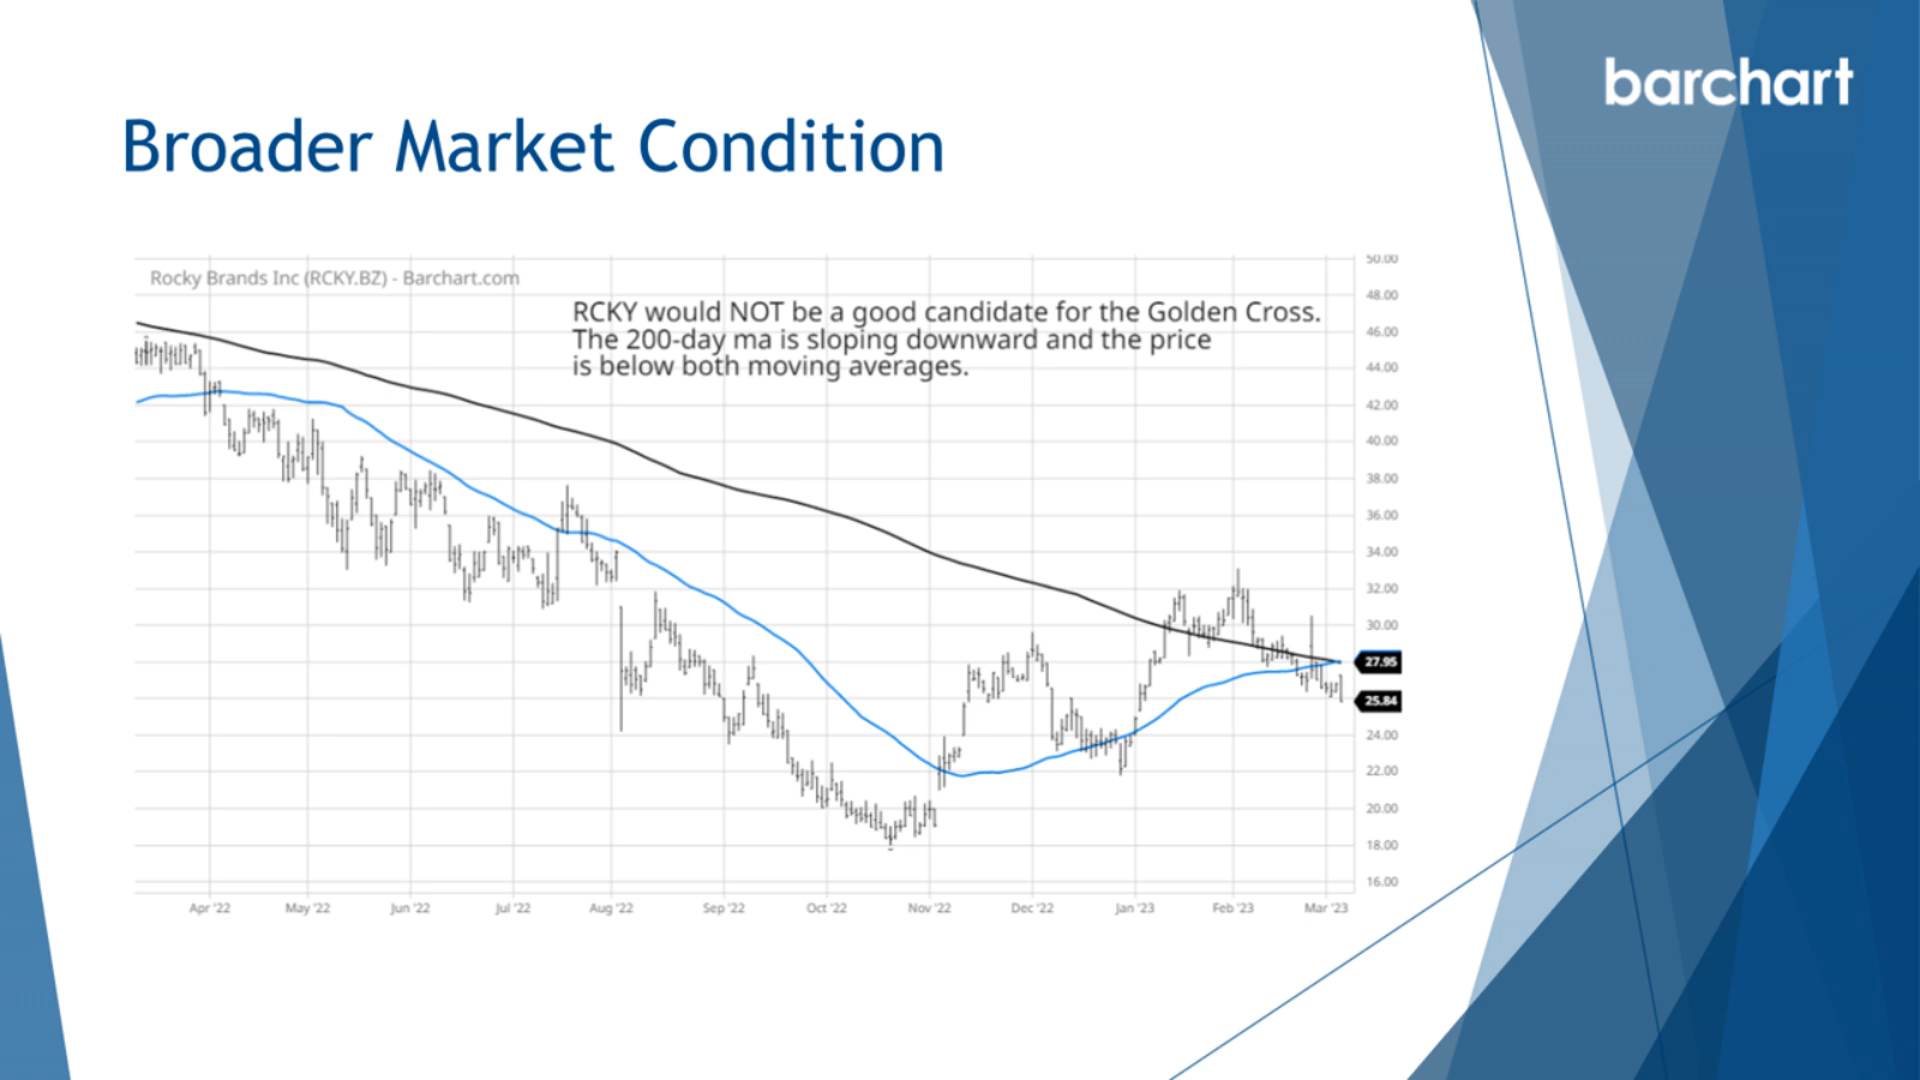 barchart
Broader Market Condition
Rocky Brands Inc (RCKY.BZ) - Barchart.com
RCKY would NOT be a good candidate for the Golden Cross.
The 200-day ma is sloping downward and the price
is below both moving averages.
50.00
48.00
46.00
44.00
42.00
40.00
38.00
36.00
34.00
32.00
30.00
27.95
25.84
24.00
22.00
20.00
18.00
16.00
Apr '22 May '22 Jun '22 Jul '22 Aug '22 Sep '22 Oct '22 Nov '22 Dec '22 Jan '23 Feb '23 Mar '23